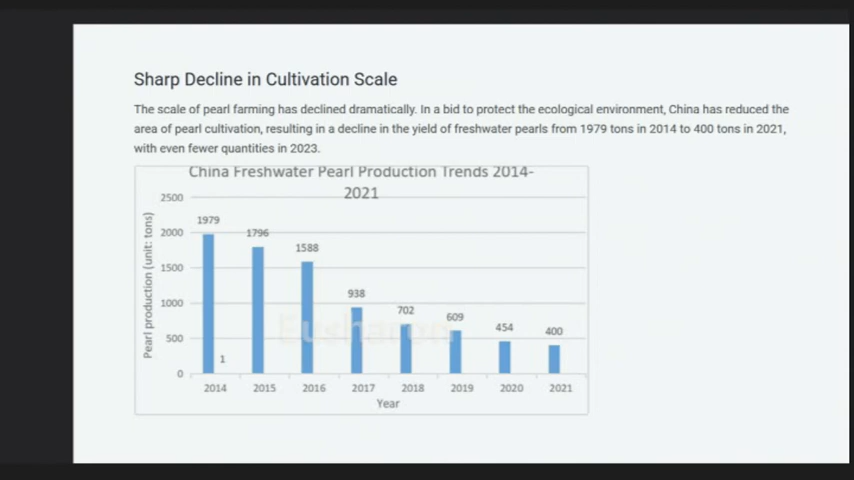 Sharp Decline in Cultivation Scale
The scale of pearl farming has declined dramatically. In a bid to protect the ecological environment, China has reduced the
area of pearl cultivation, resulting in a decline in the yield of freshwater pearls from 1979 tons in 2014 to 400 tons in 2021,
with even fewer quantities in 2023.
China Freshwater Pearl Production Trends 2014-
2021
Pearl production (unit: tons)
2500
2000
1500
1000
500
0
1979
1
1796
1588
938
702
609
454
400
2014 2015 2016 2017 2018 2019 2020 2021
Year